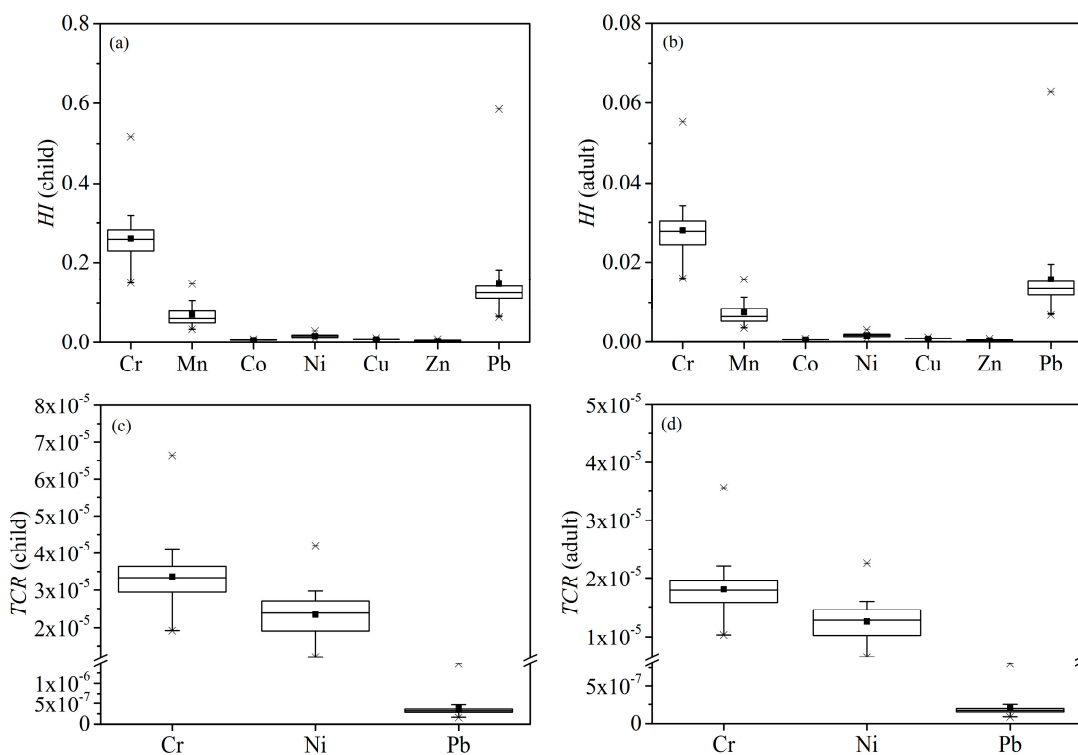 (a)
HI (child)
0.8
0.6
0.4
0.2
0.0
Cr Mn Co Ni Cu Zn Pb
(b)
HI (adult)
0.08
0.06
0.04
0.02
0.00
Cr Mn Co Ni Cu Zn Pb
(c)
TCR (child)
8x10⁻⁵
7x10⁻⁵
6x10⁻⁵
5x10⁻⁵
4x10⁻⁵
3x10⁻⁵
2x10⁻⁵
1x10⁻⁶
5x10⁻⁷
0
Cr Ni Pb
(d)
TCR (adult)
5x10⁻⁵
4x10⁻⁵
3x10⁻⁵
2x10⁻⁵
1x10⁻⁵
5x10⁻⁷
0
Cr Ni Pb